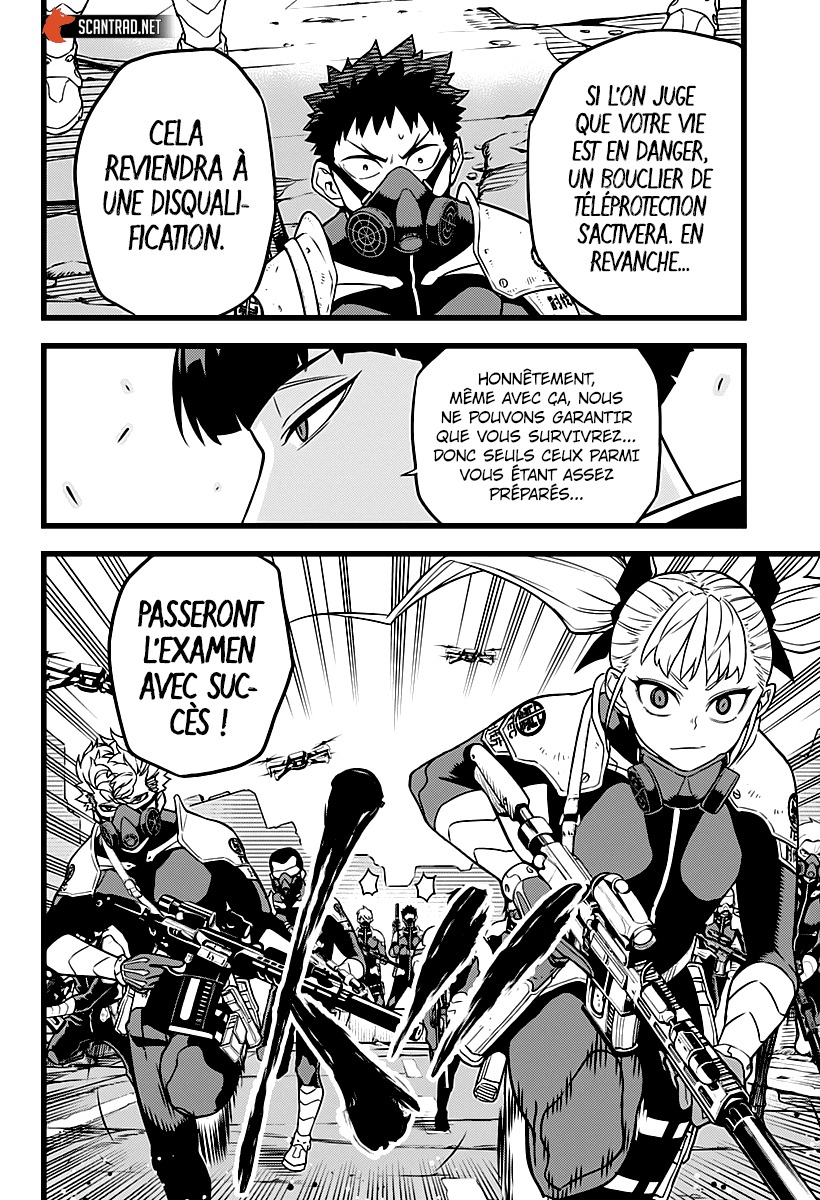 SCANTRAD.NET
SI L'ON JUGE
QUE VOTRE VIE
EST EN DANGER,
UN BOUCLIER DE
TÉLÉPROTECTION
SACTIVERA. EN
REVANCHE...
CELA
REVIENDRA À
UNE DISQUALI-
FICATION.
HONNÊTEMENT,
MÊME AVEC ÇA, NOUS
NE POUVONS GARANTIR
QUE VOUS SURVIVREZ...
DONC SEULS CEUX PARMI
VOUS ÉTANT ASSEZ
PRÉPARÉS...
PASSERONT
L'EXAMEN
AVEC SUC-
CÈS !